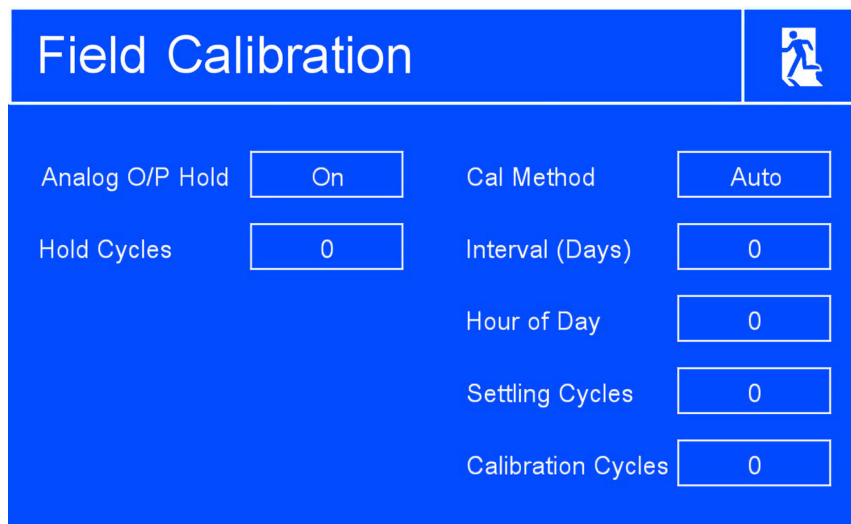 Field Calibration
Analog O/P Hold On
Hold Cycles 0
Cal Method Auto
Interval (Days) 0
Hour of Day 0
Settling Cycles 0
Calibration Cycles 0